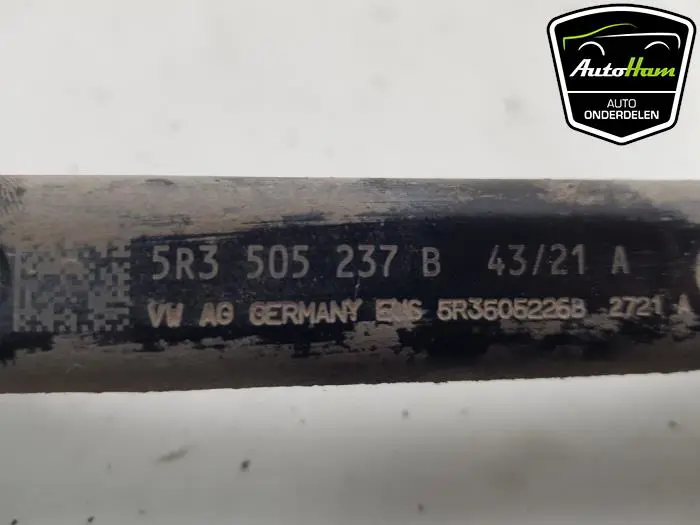 AutoHam
AUTO
ONDERDELEN
5R3 505 237 B 43/21 A
VW AG GERMANY EMS 5R3505226B 2721 A